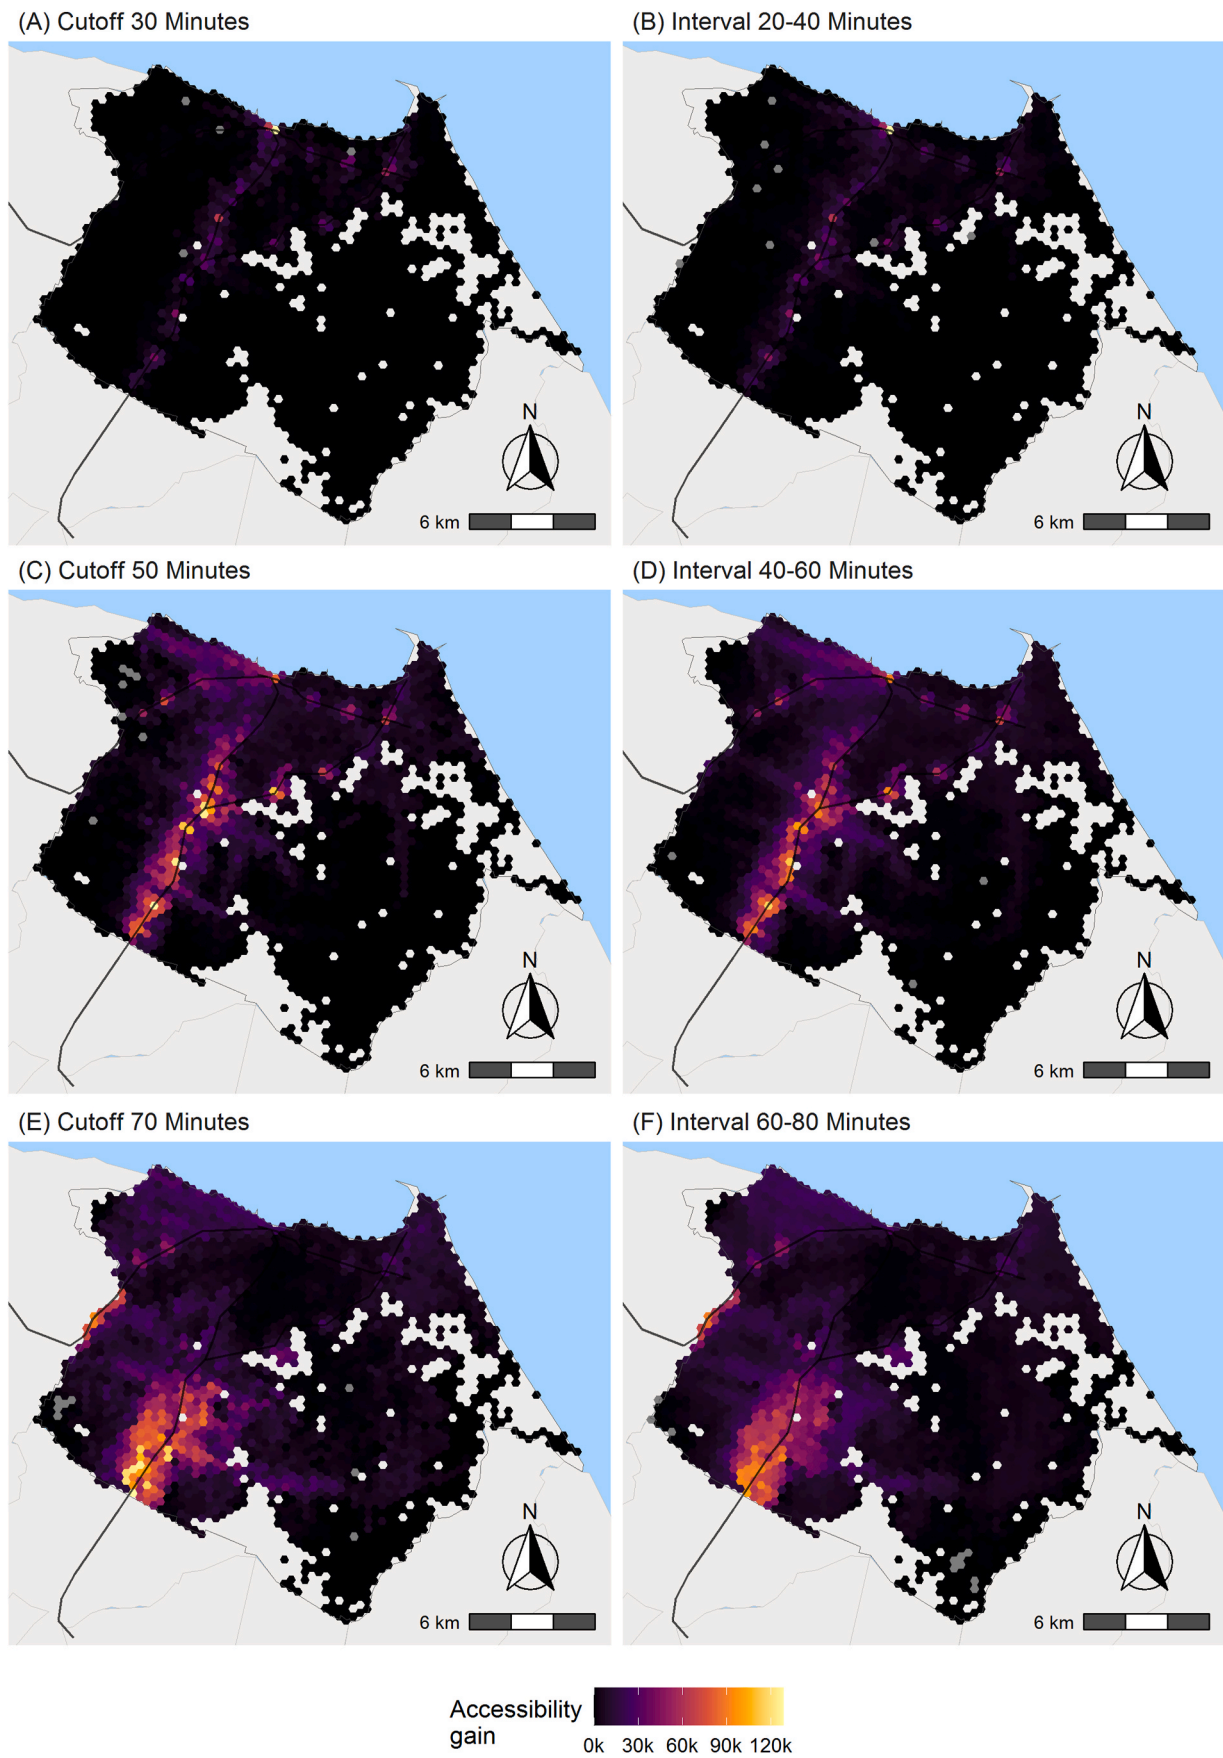 (A) Cutoff 30 Minutes
(B) Interval 20-40 Minutes
N
N
6 km
6 km
(C) Cutoff 50 Minutes
(D) Interval 40-60 Minutes
N
N
6 km
6 km
(E) Cutoff 70 Minutes
(F) Interval 60-80 Minutes
N
N
6 km
6 km
Accessibility
gain
0k 30k 60k 90k 120k